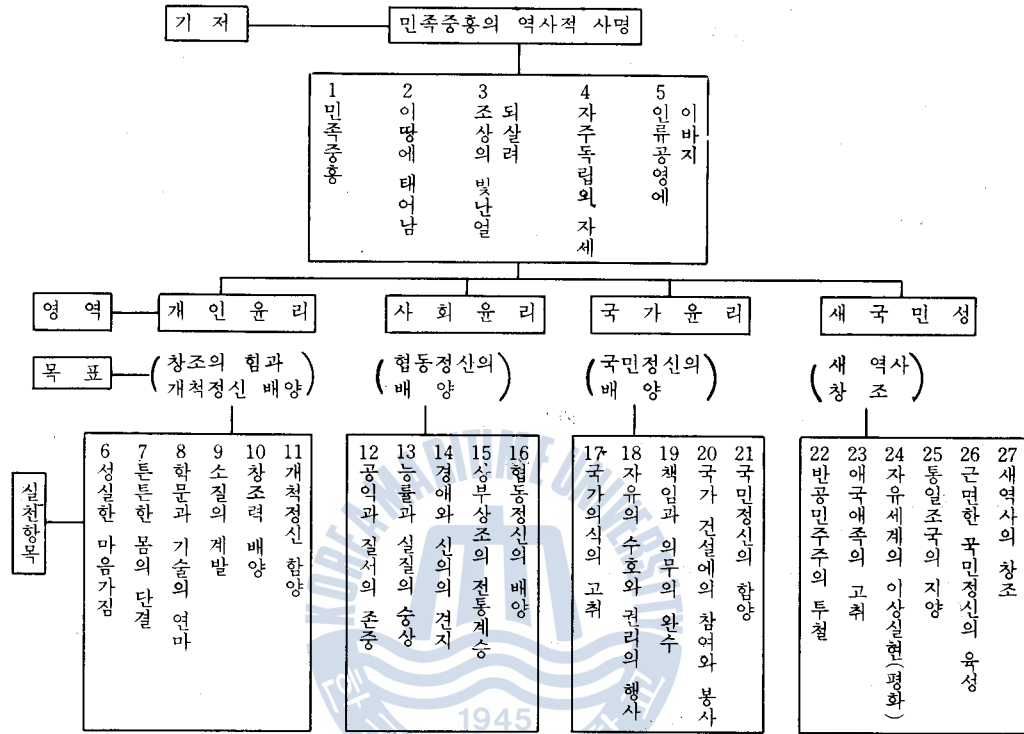 기 저
민족중흥의 역사적 사명
1 민족중흥
2 이땅에 태어남
3 조상의 빛난얼
되살려
4 자주독립의 자세
5 인류공영에
이바지
영 역
개 인 윤 리
사 회 윤 리
국 가 윤 리
새 국 민 성
목 표
(창조의 힘과
개척정신 배양)
(협동정산의
배 양)
(국민정신의
배 양)
(새 역사
창 조)
실천항목
6 성실한 마음가짐
7 튼튼한 몸의 단결
8 학문과 기술의 연마
9 소질의 계발
10 창조력 배양
11 개척정신 함양
12 공익과 질서의 존중
13 능률과 실질의 숭상
14 경애와 신의의 견지
15 상부상조의 전통계승
16 협동정신의 배양
17 국가의식의 고취
18 자유의 수호와 권리의 행사
19 책임과 의무의 완수
20 국가 건설에의 참여와 봉사
21 국민정신의 함양
22 반공민주주의 투철
23 애국애족의 고취
24 자유세계의 이상실현(평화)
25 통일조국의 지양
26 근면한 국민정신의 육성
27 새역사의 창조
KOREA MARITIME UNIVERSITY
1945